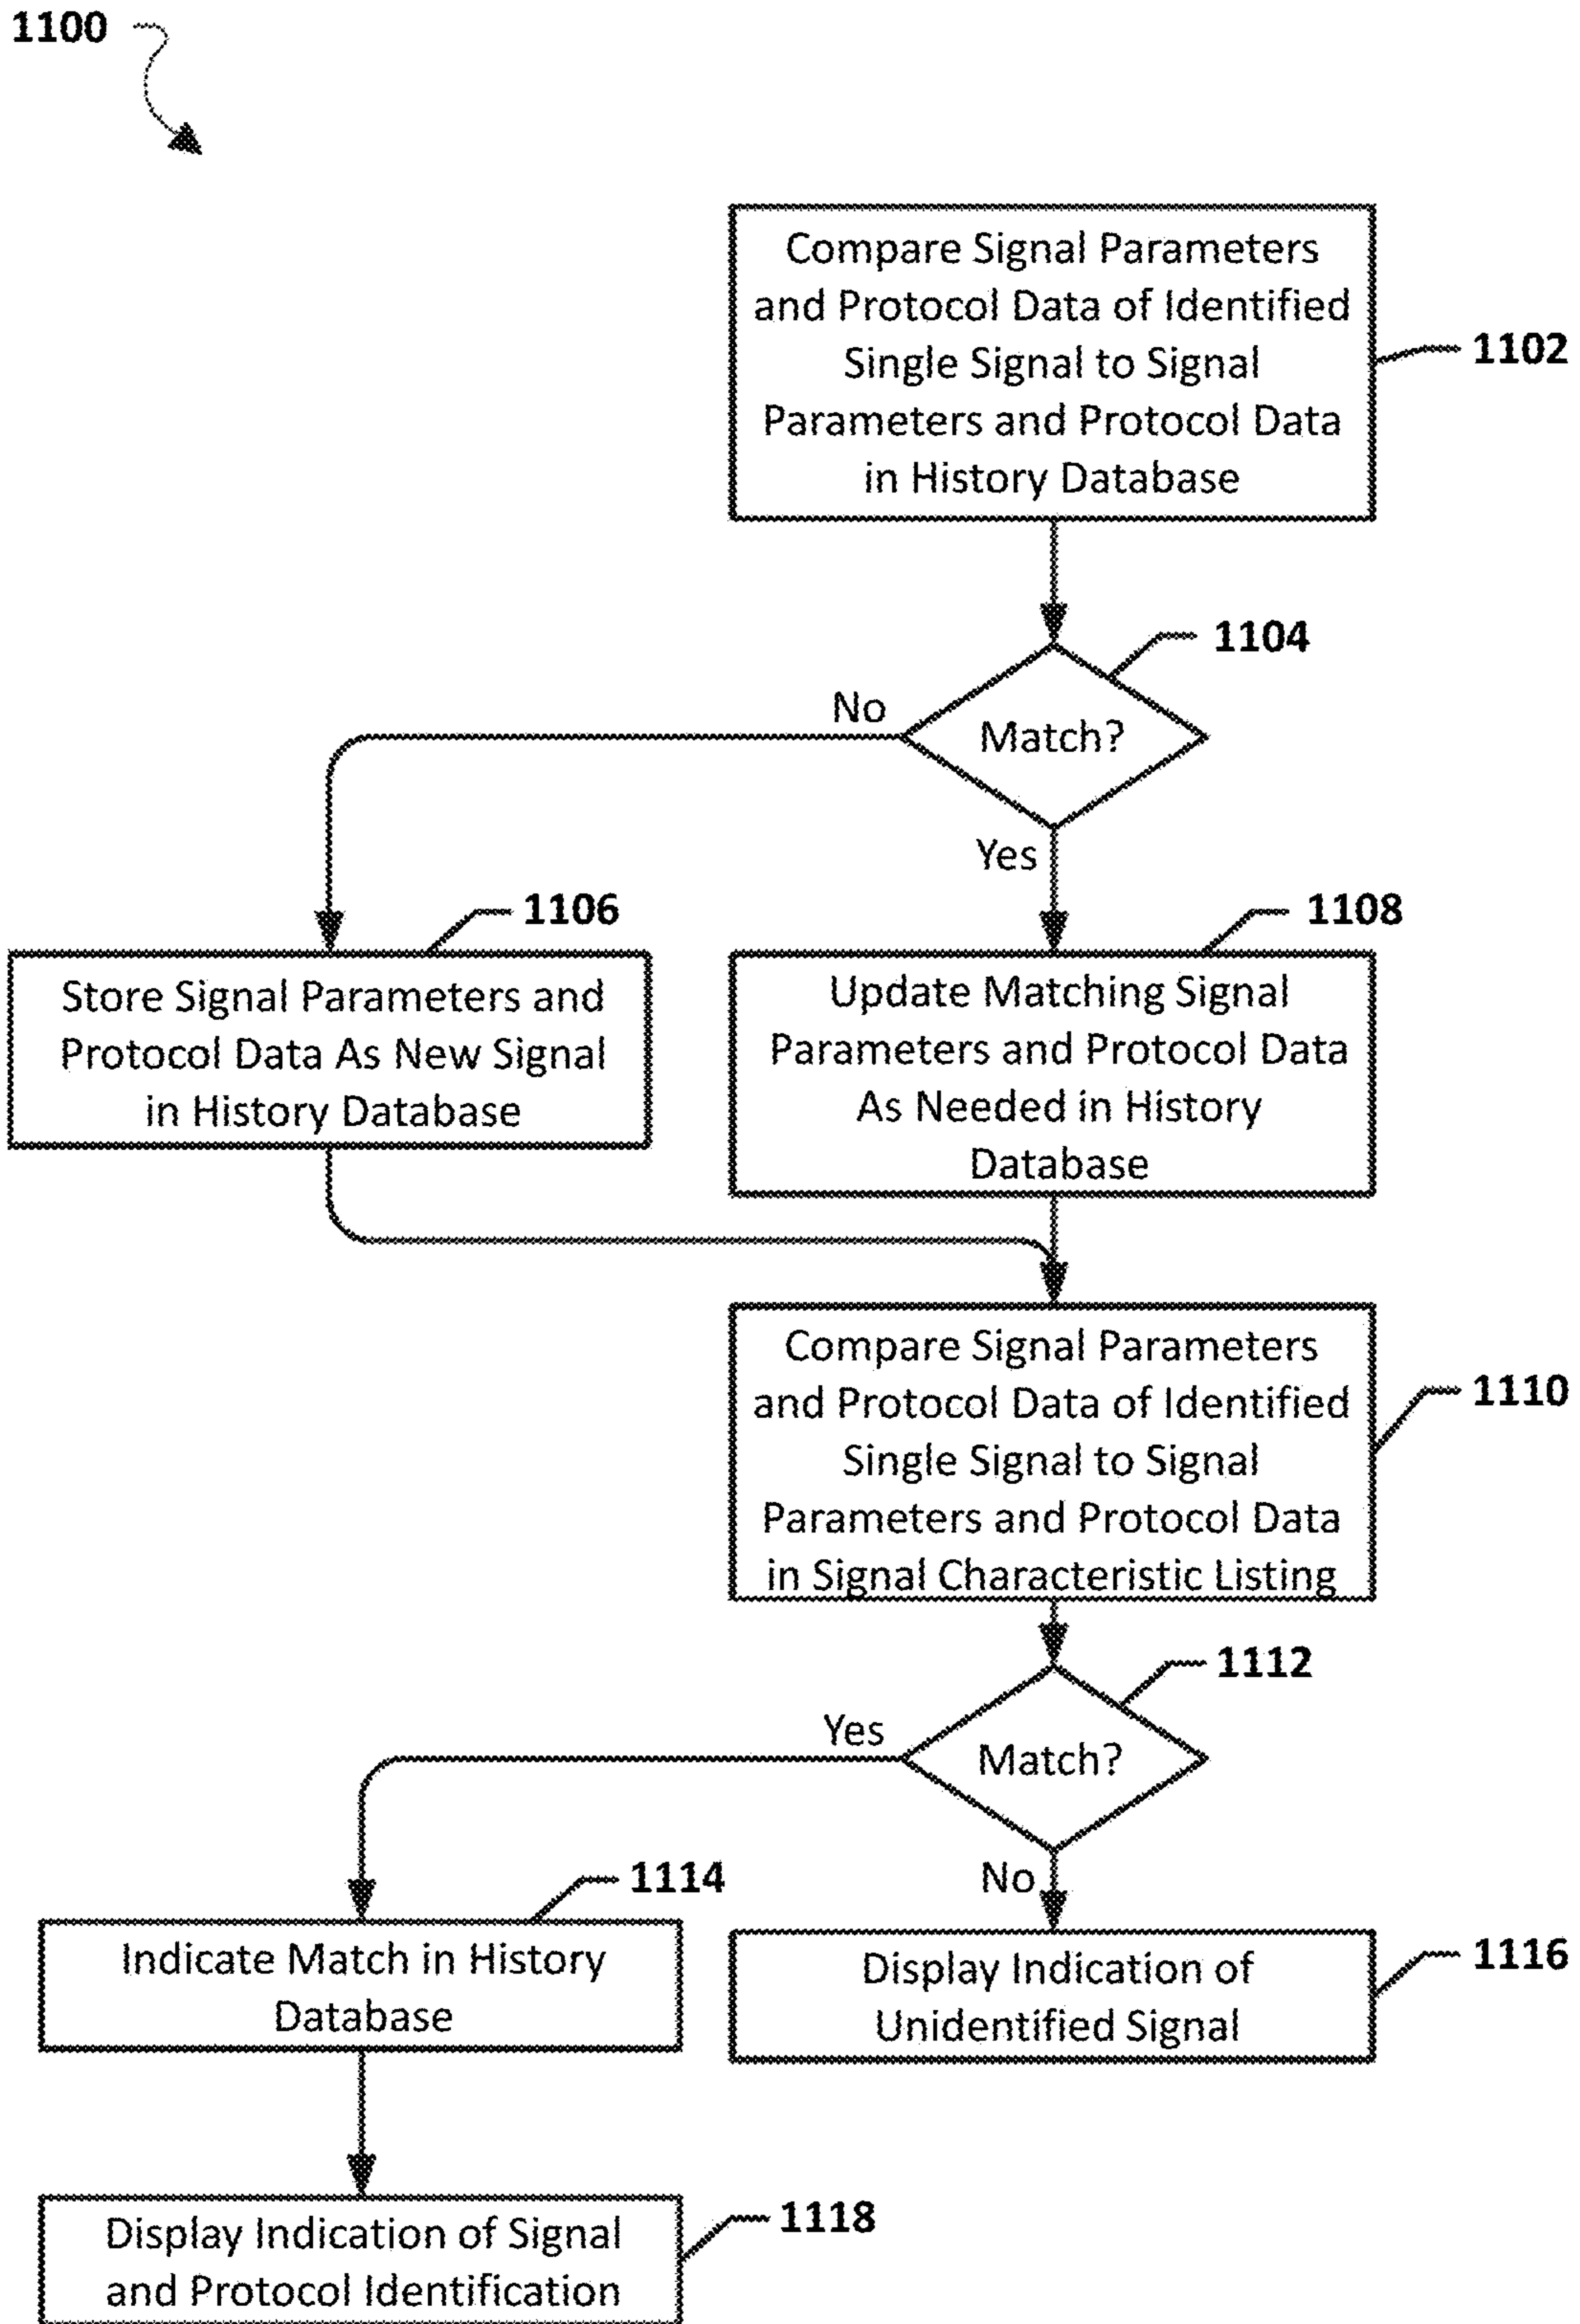 1100
Compare Signal Parameters
and Protocol Data of Identified
Single Signal to Signal
Parameters and Protocol Data
in History Database
1102
1104
Match?
No
Yes
1106
Store Signal Parameters and
Protocol Data As New Signal
in History Database
1108
Update Matching Signal
Parameters and Protocol Data
As Needed in History
Database
Compare Signal Parameters
and Protocol Data of Identified
Single Signal to Signal
Parameters and Protocol Data
in Signal Characteristic Listing
1110
1112
Match?
Yes
No
1114
Indicate Match in History
Database
Display Indication of
Unidentified Signal
1116
Display Indication of Signal
and Protocol Identification
1118